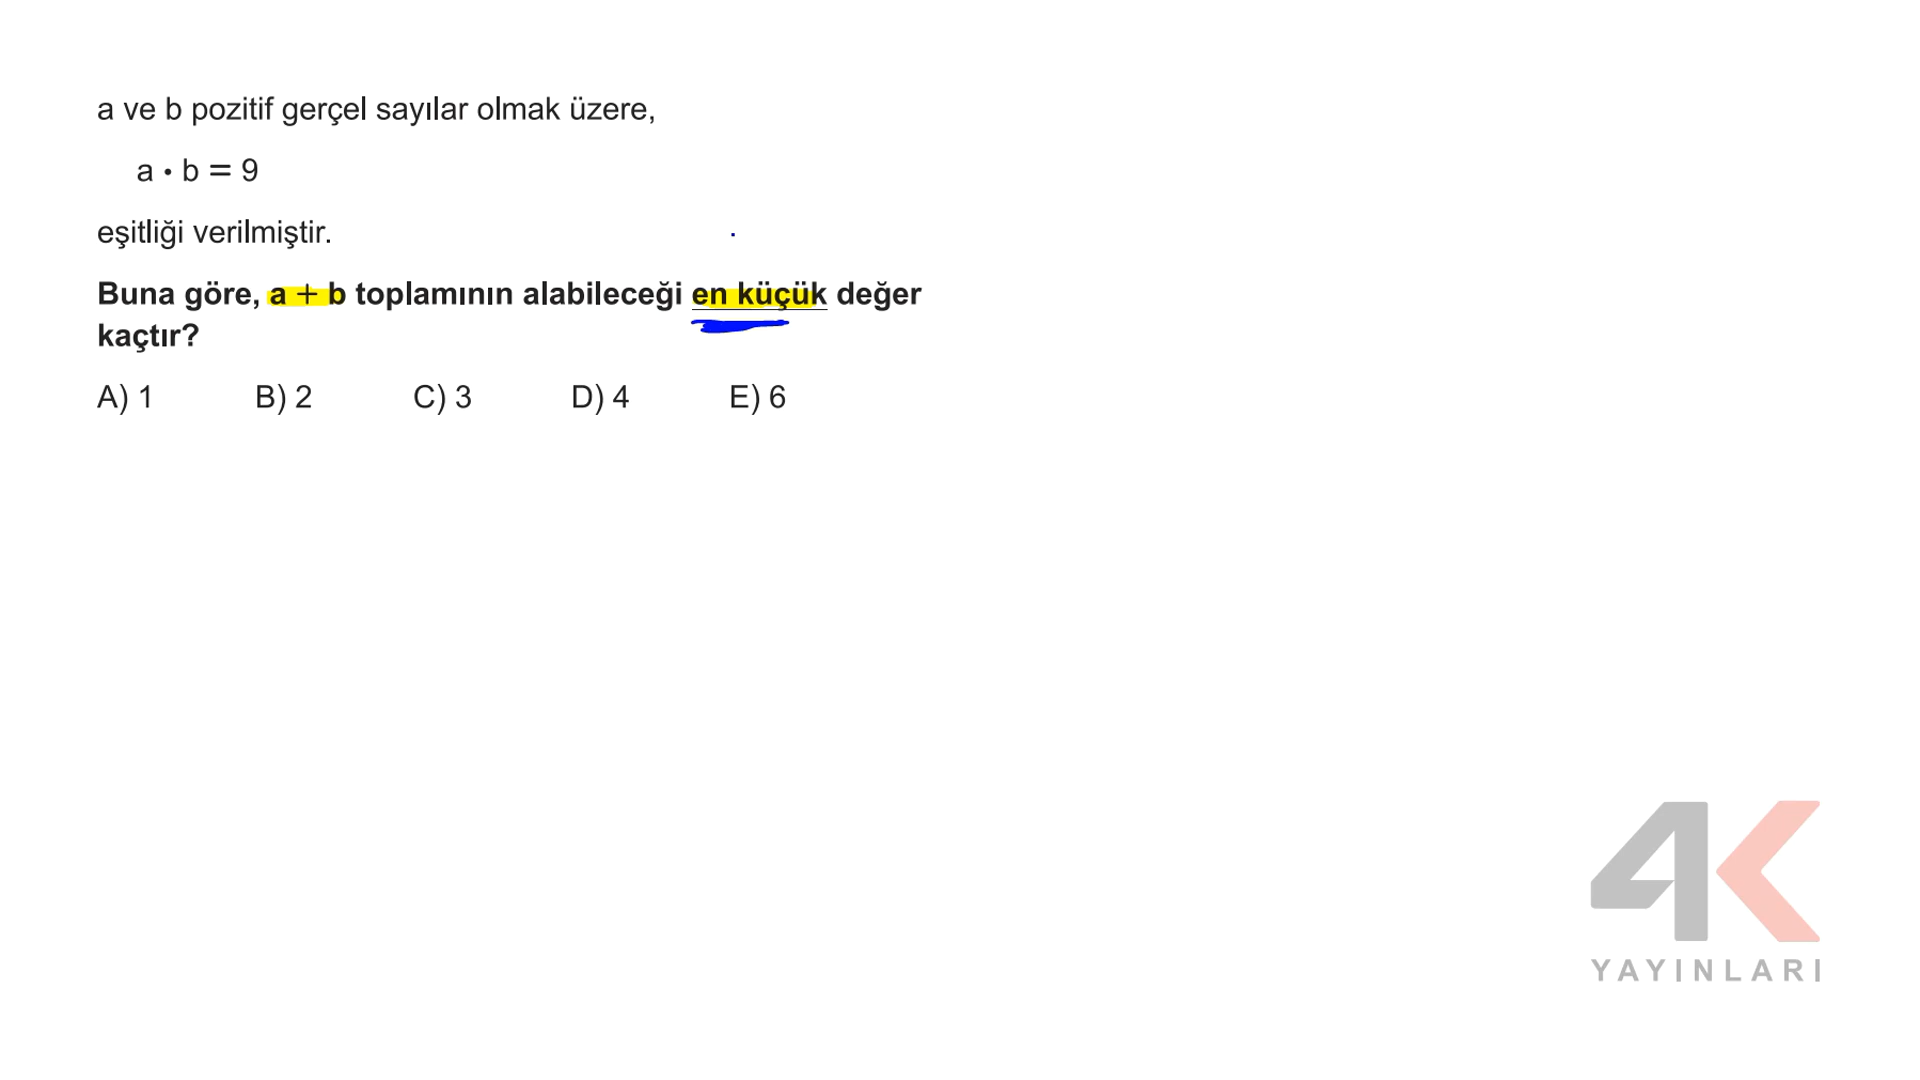 a ve b pozitif gerçel sayılar olmak üzere,
a • b = 9
eşitliği verilmiştir.
Buna göre, a + b toplamının alabileceği en küçük değer
kaçtır?
A) 1 B) 2 C) 3 D) 4 E) 6
4K
YAYINLARI